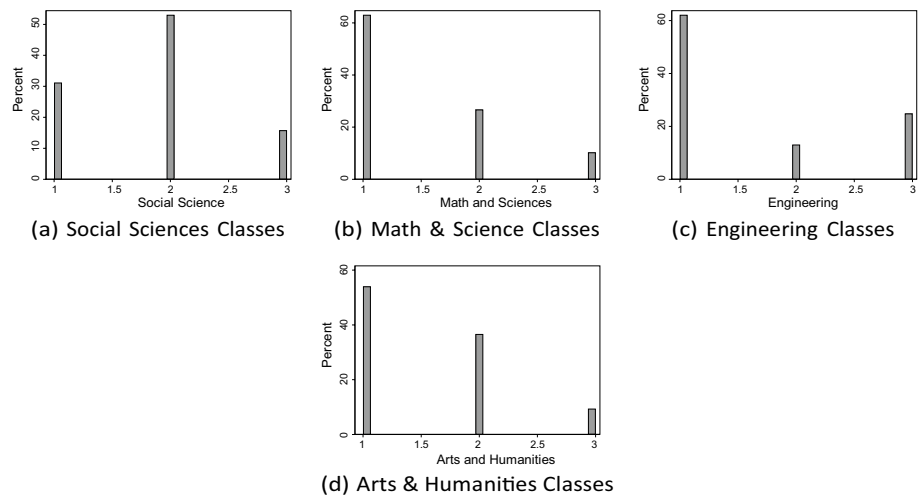 Percent
0 10 20 30 40 50
1 1.5 2 2.5 3
Social Science
(a) Social Sciences Classes
Percent
0 20 40 60
1 1.5 2 2.5 3
Math and Sciences
(b) Math & Science Classes
Percent
0 20 40 60
1 1.5 2 2.5 3
Engineering
(c) Engineering Classes
Percent
0 20 40 60
1 1.5 2 2.5 3
Arts and Humanities
(d) Arts & Humanities Classes